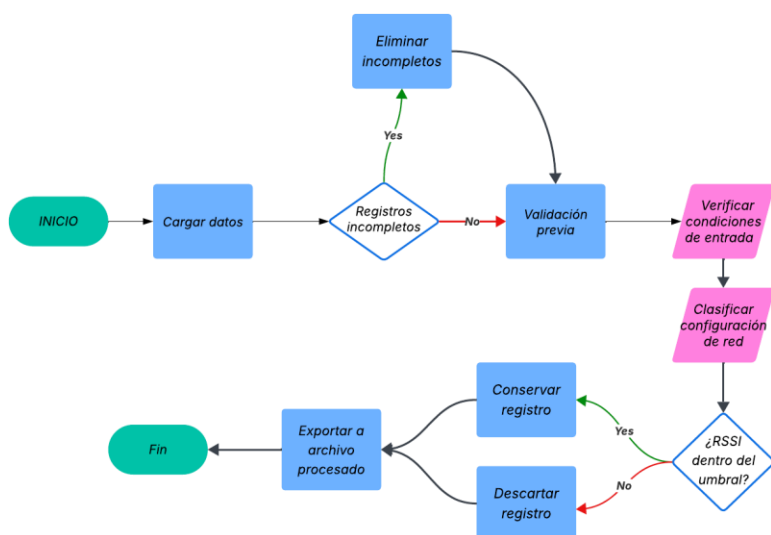 Eliminar
incompletos
Yes
INICIO
Cargar datos
Registros
incompletos
No
Validación
previa
Verificar
condiciones
de entrada
Clasificar
configuración
de red
¿RSSI
dentro del
umbral?
Yes
No
Conservar
registro
Descartar
registro
Exportar a
archivo
procesado
Fin